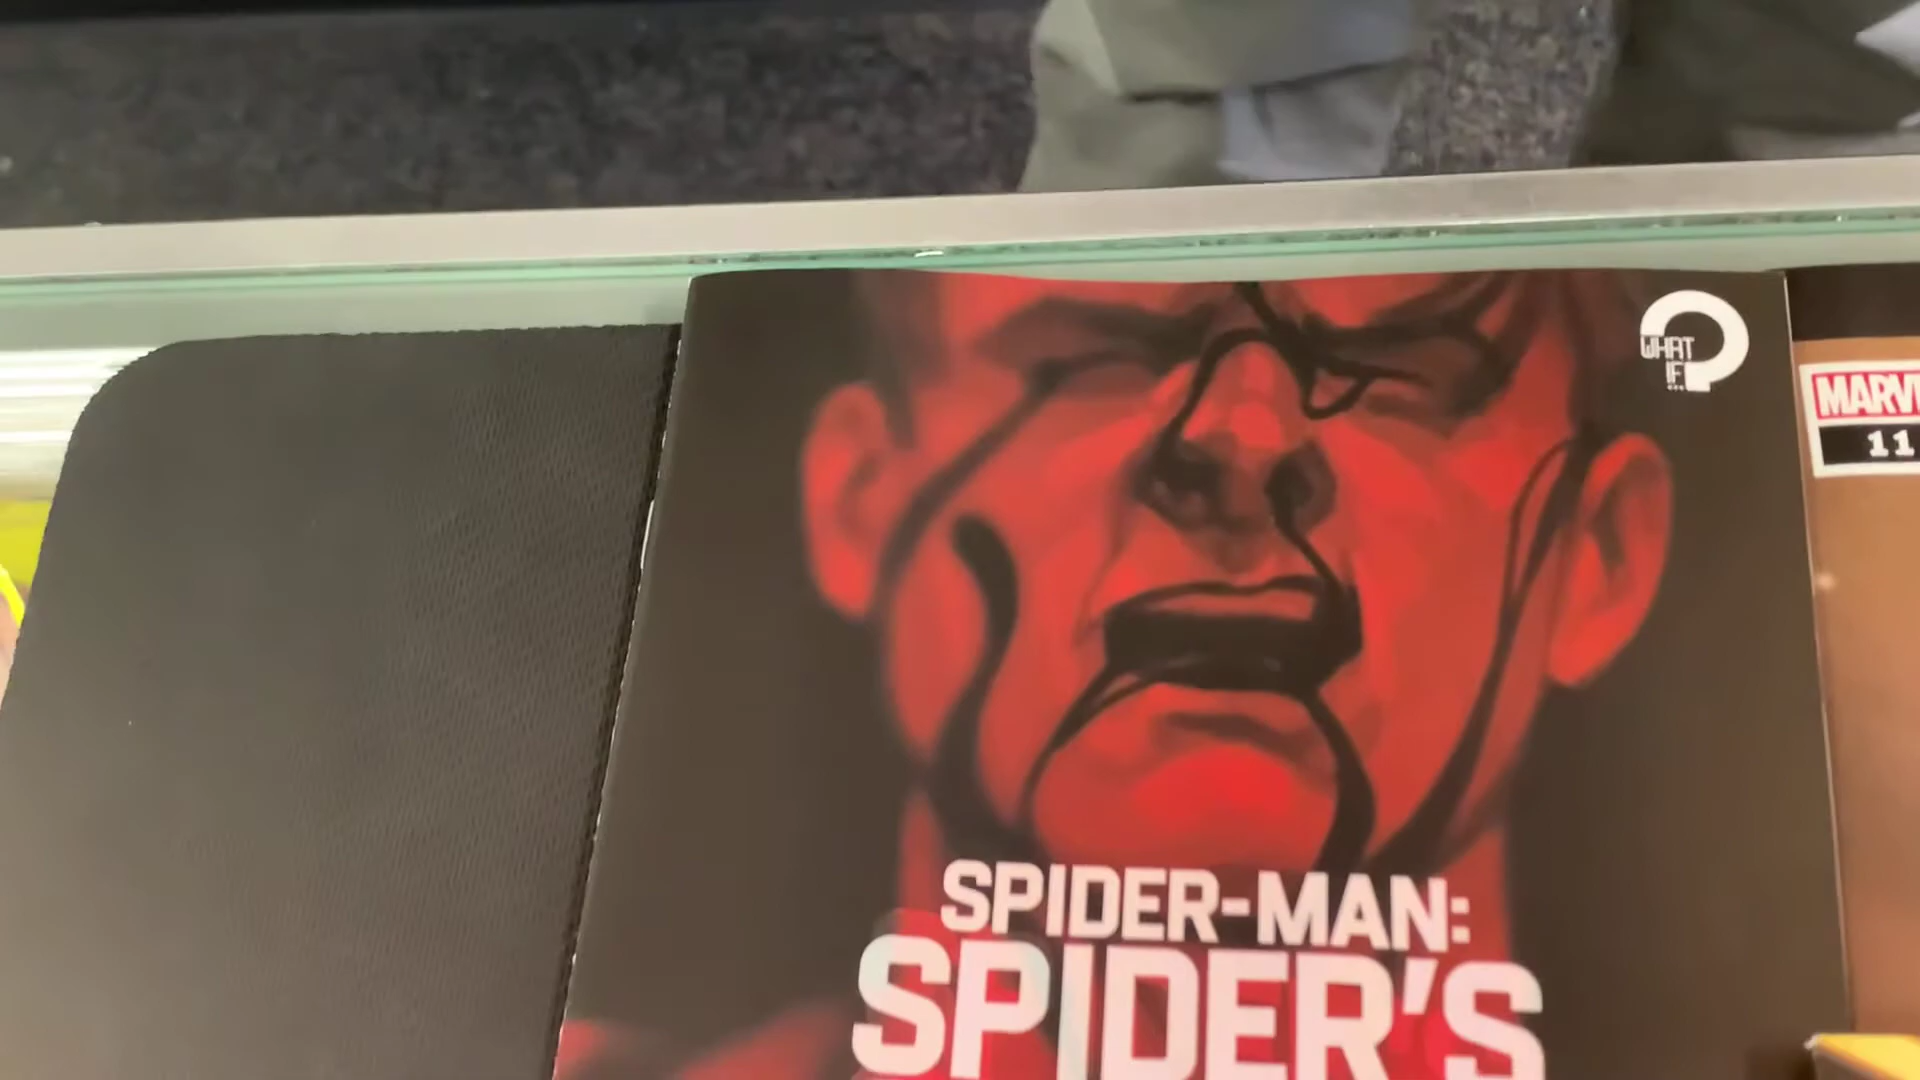 WHAT
IF...
MARV
11
SPIDER-MAN:
SPIDER'S